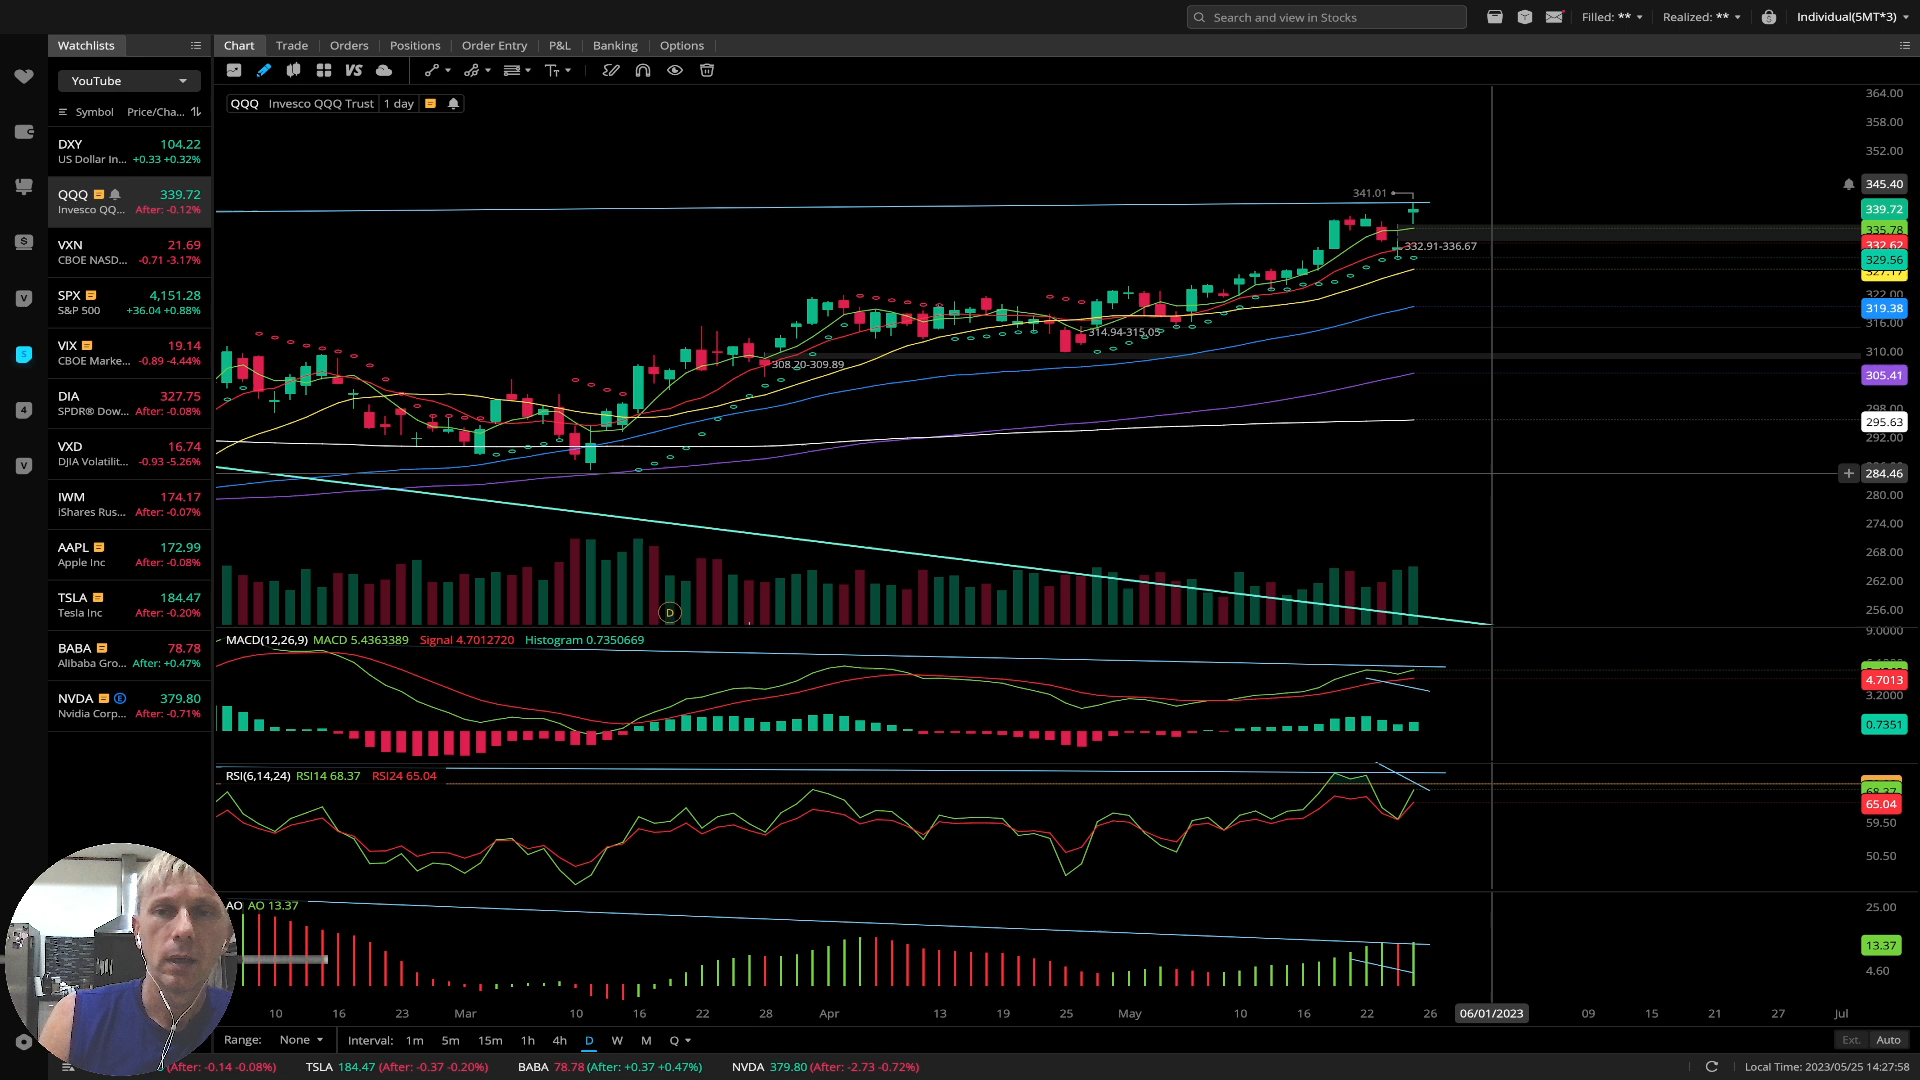 Search and view in Stocks
Filled: **
Realized: **
Individual(5MT*3)
Watchlists
Chart Trade Orders Positions Order Entry P&L Banking Options
YouTube
VS
Symbol Price/Cha...
DXY 104.22
US Dollar In... +0.33 +0.32%
QQQ 339.72
Invesco QQ... After: -0.12%
VXN 21.69
CBOE NASD... -0.71 -3.17%
SPX 4,151.28
S&P 500 +36.04 +0.88%
VIX 19.14
CBOE Marke... -0.89 -4.44%
DIA 327.75
SPDR® Dow... After: -0.08%
VXD 16.74
DJIA Volatilit... -0.93 -5.26%
IWM 174.17
iShares Rus... After: -0.07%
AAPL 172.99
Apple Inc After: -0.08%
TSLA 184.47
Tesla Inc After: -0.20%
BABA 78.78
Alibaba Gro... After: +0.47%
NVDA E 379.80
Nvidia Corp... After: -0.71%
QQQ Invesco QQQ Trust 1 day
341.01
332.91-336.67
314.94-315.05
308.20-309.89
D
364.00
358.00
352.00
345.40
339.72
335.78
332.62
329.56
319.38
316.00
310.00
305.41
295.63
292.00
284.46
280.00
274.00
268.00
262.00
256.00
MACD(12,26,9) MACD 5.4363389 Signal 4.7012720 Histogram 0.7350669
9.0000
4.7013
3.2000
0.7351
RSI(6,14,24) RSI14 68.37 RSI24 65.04
68.37
65.04
59.50
50.50
AO AO 13.37
25.00
13.37
4.60
10 16 23 Mar 10 16 22 28 Apr 13 19 25 May 10 16 22 26 06/01/2023 09 15 21 27 Jul
Range: None Interval: 1m 5m 15m 1h 4h D W M Q
Ext. Auto
(After: -0.14 -0.08%) TSLA 184.47 (After: -0.37 -0.20%) BABA 78.78 (After: +0.37 +0.47%) NVDA 379.80 (After: -2.73 -0.72%)
Local Time: 2023/05/25 14:27:58